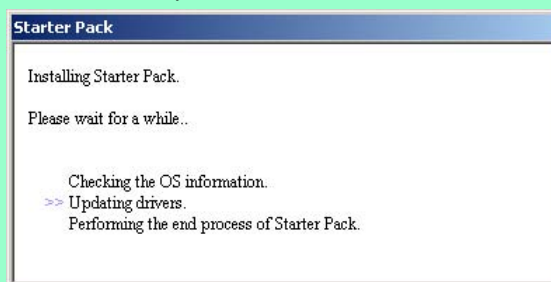 Starter Pack
Installing Starter Pack.
Please wait for a while..
Checking the OS information.
>> Updating drivers.
Performing the end process of Starter Pack.